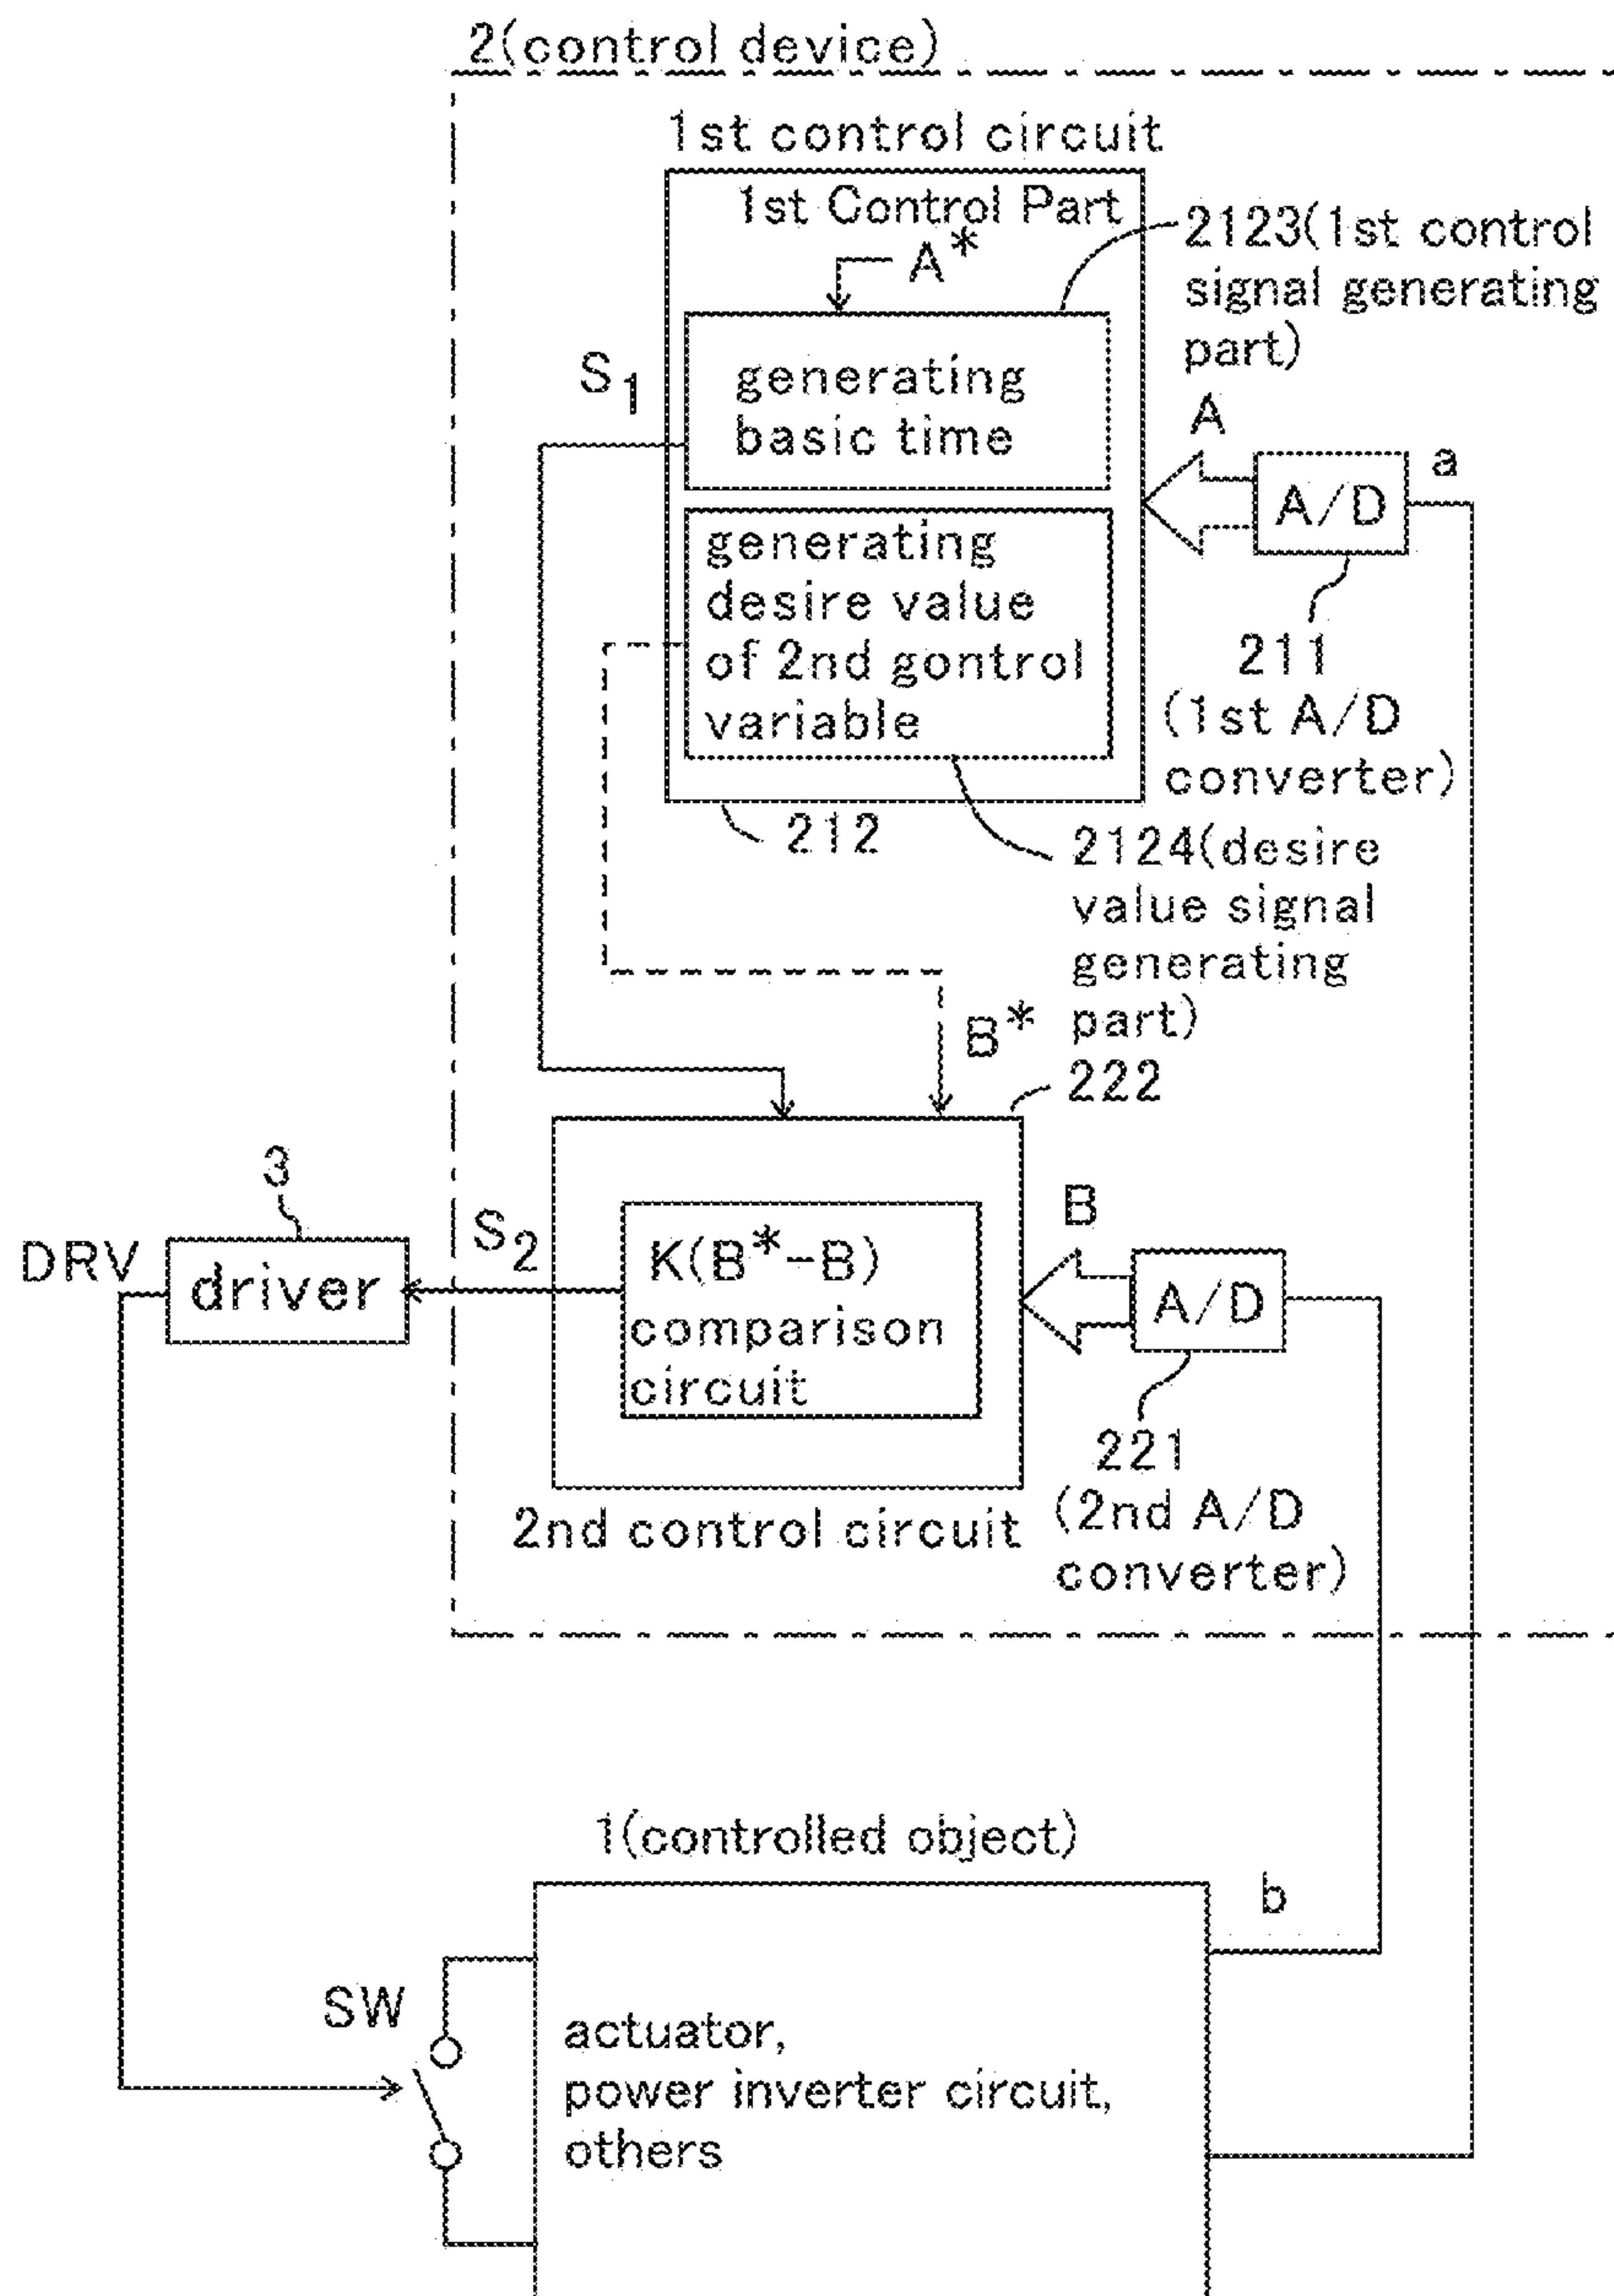 2(control device)
1st control circuit
1st Control Part
A*
2123(1st control
signal generating
part)
S1
generating
basic time
A
A/D
a
generating
desire value
of 2nd gontrol
variable
211
(1st A/D
converter)
212
2124(desire
value signal
generating
part)
B*
222
3
DRV
driver
S2
K(B*-B)
comparison
circuit
B
A/D
221
(2nd A/D
converter)
2nd control circuit
1(controlled object)
b
SW
actuator,
power inverter circuit,
others